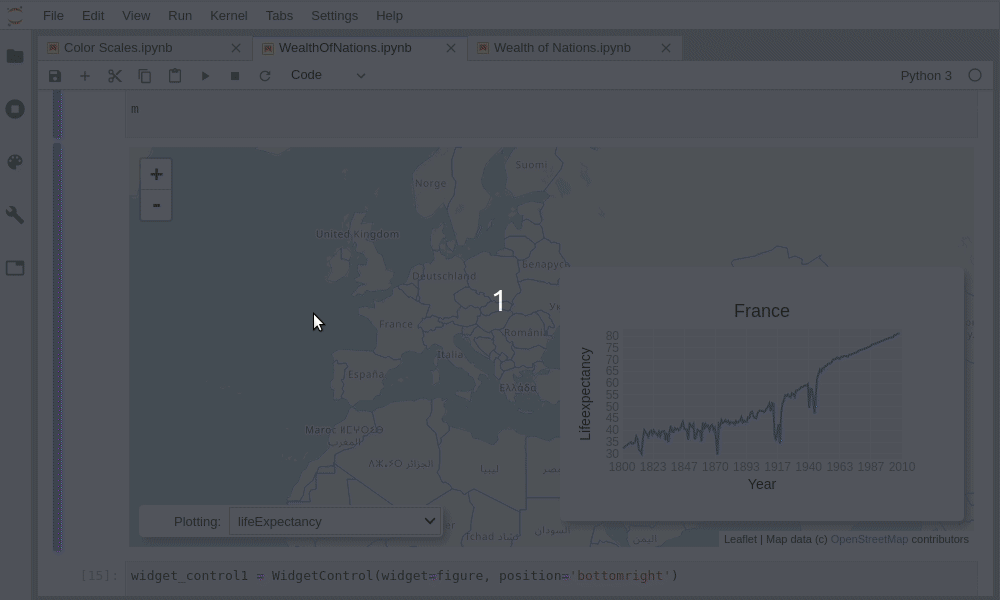 File Edit View Run Kernel Tabs Settings Help
Color Scales.ipynb WealthOfNations.ipynb Wealth of Nations.ipynb
Code Python 3
m
+
-
Suomi
Norge
United Kingdom
Беларусь
Deutschland
1
France
România
Italia
España
Ελλάδα
Maroc ⵍⵎⵖⵔⵉⴱ
المغرب
الجزائر
ليبيا
مصر
Tchad تشاد
السودان
اليمن
France
Lifeexpectancy
80
75
70
65
60
55
50
45
40
35
30
1800 1823 1847 1870 1893 1917 1940 1963 1987 2010
Year
Plotting: lifeExpectancy
Leaflet | Map data (c) OpenStreetMap contributors
[15]: widget_control1 = WidgetControl(widget=figure, position='bottomright')